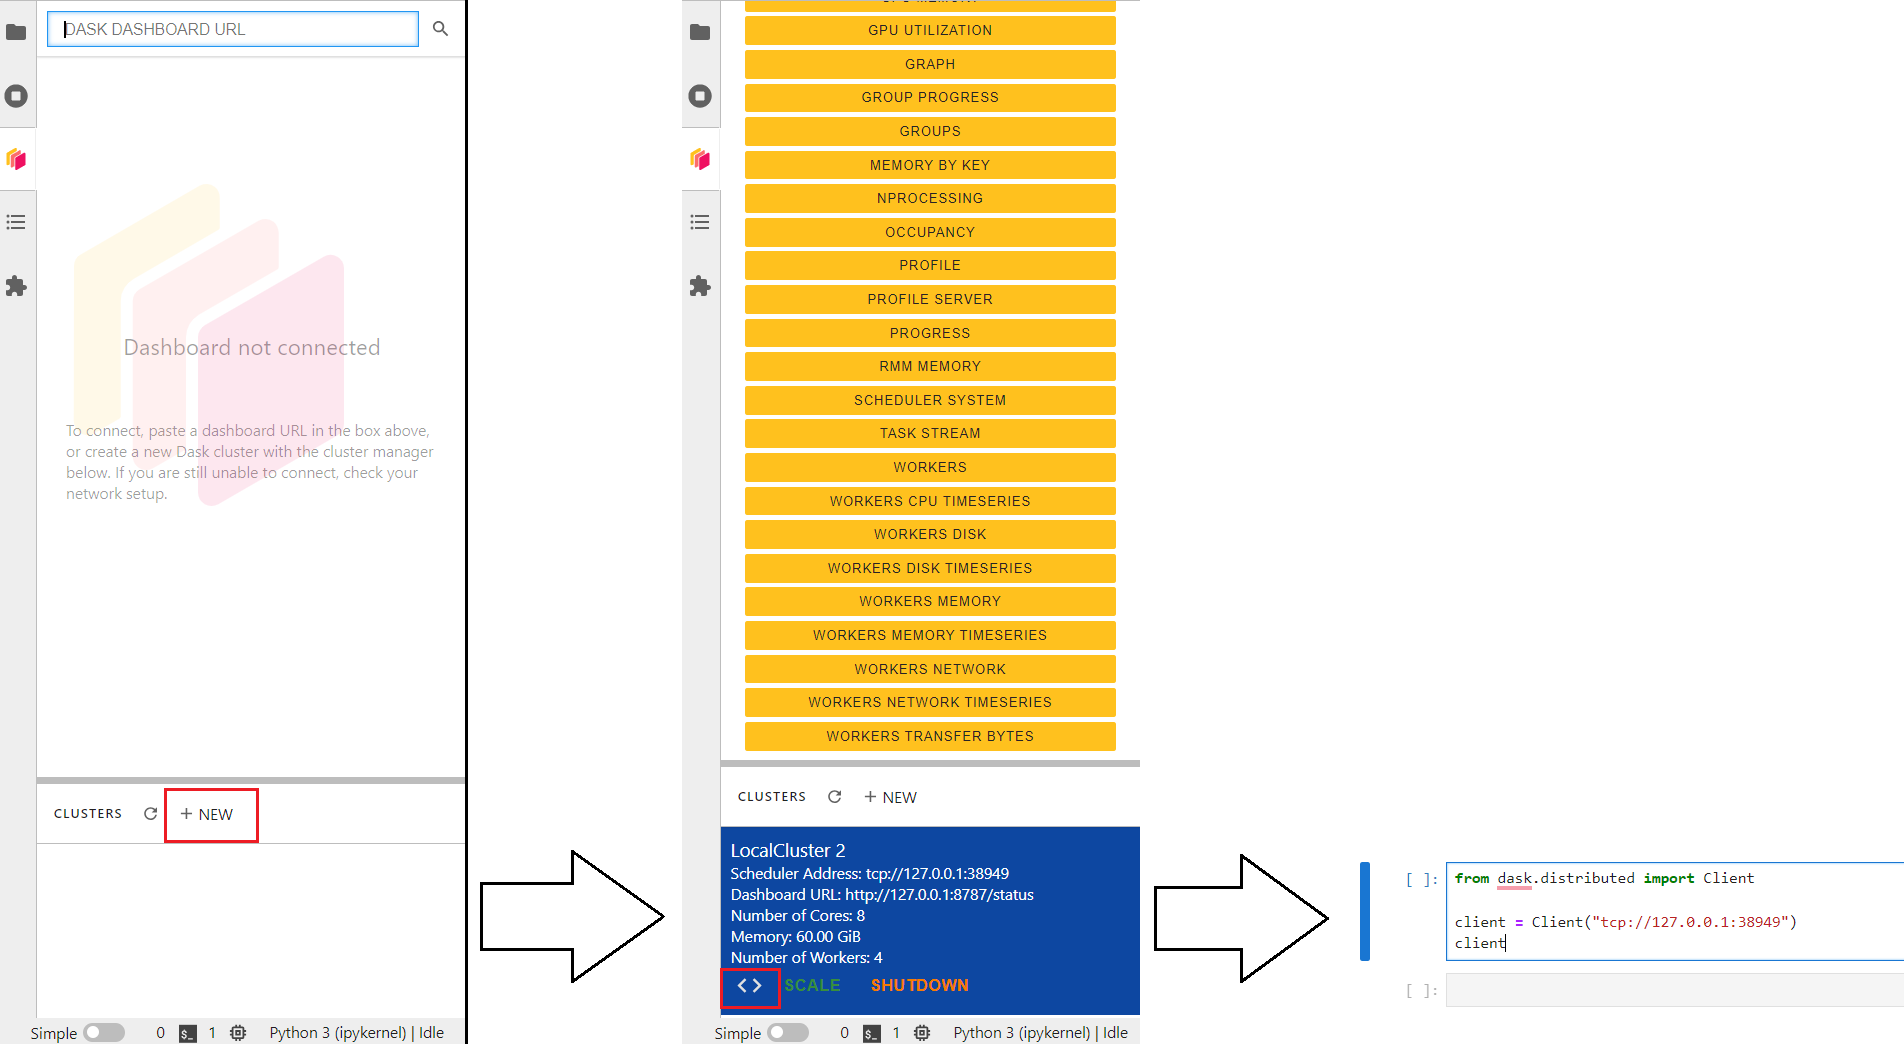 DASK DASHBOARD URL
Dashboard not connected
To connect, paste a dashboard URL in the box above,
or create a new Dask cluster with the cluster manager
below. If you are still unable to connect, check your
network setup.
CLUSTERS
+ NEW
Simple
0
$_
1
Python 3 (ipykernel) | Idle
GPU UTILIZATION
GRAPH
GROUP PROGRESS
GROUPS
MEMORY BY KEY
NPROCESSING
OCCUPANCY
PROFILE
PROFILE SERVER
PROGRESS
RMM MEMORY
SCHEDULER SYSTEM
TASK STREAM
WORKERS
WORKERS CPU TIMESERIES
WORKERS DISK
WORKERS DISK TIMESERIES
WORKERS MEMORY
WORKERS MEMORY TIMESERIES
WORKERS NETWORK
WORKERS NETWORK TIMESERIES
WORKERS TRANSFER BYTES
CLUSTERS
+ NEW
LocalCluster 2
Scheduler Address: tcp://127.0.0.1:38949
Dashboard URL: http://127.0.0.1:8787/status
Number of Cores: 8
Memory: 60.00 GiB
Number of Workers: 4
< > SCALE SHUTDOWN
Simple
0
$_
1
Python 3 (ipykernel) | Idle
[ ]:
from dask.distributed import Client
client = Client("tcp://127.0.0.1:38949")
client
[ ]: